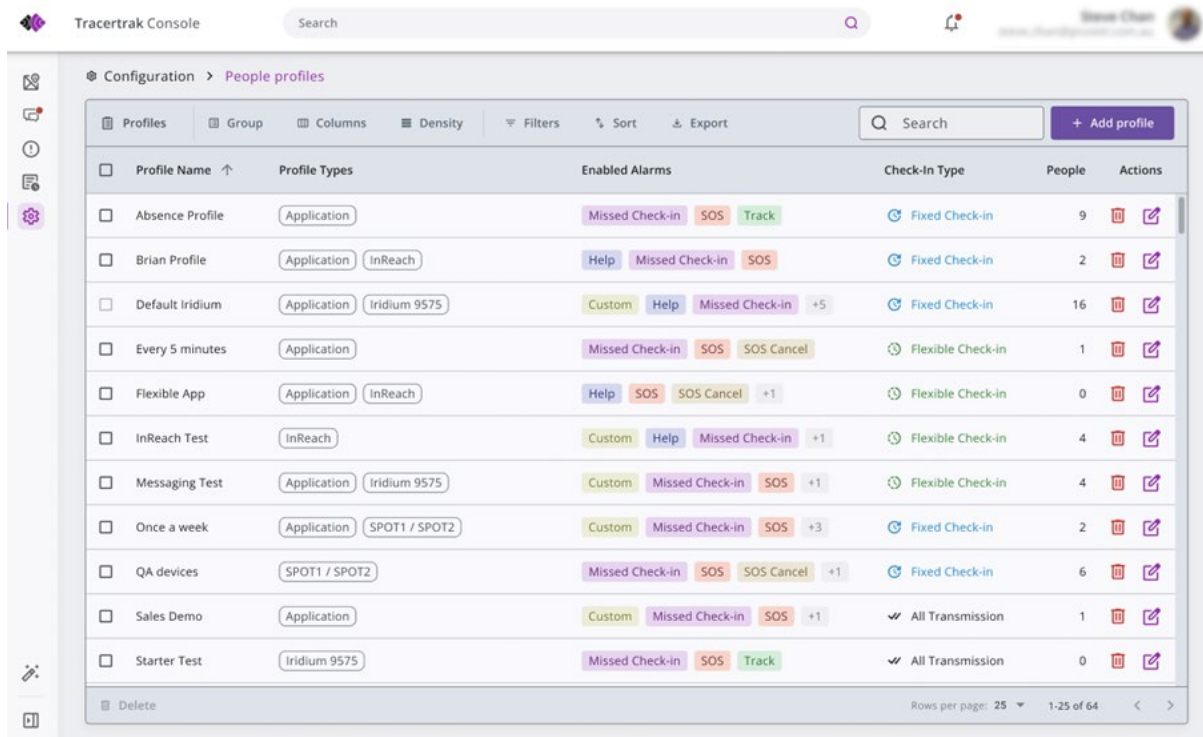 Tracertrak Console Search
Configuration > People profiles
Profiles Group Columns Density Filters Sort Export Search + Add profile
Profile Name ↑ Profile Types Enabled Alarms Check-In Type People Actions
Absence Profile Application Missed Check-in SOS Track Fixed Check-in 9
Brian Profile Application InReach Help Missed Check-in SOS Fixed Check-in 2
Default Iridium Application Iridium 9575 Custom Help Missed Check-in +5 Fixed Check-in 16
Every 5 minutes Application Missed Check-in SOS SOS Cancel Flexible Check-in 1
Flexible App Application InReach Help SOS SOS Cancel +1 Flexible Check-in 0
InReach Test InReach Custom Help Missed Check-in +1 Flexible Check-in 4
Messaging Test Application Iridium 9575 Custom Missed Check-in SOS +1 Flexible Check-in 4
Once a week Application SPOT1 / SPOT2 Custom Missed Check-in SOS +3 Fixed Check-in 2
QA devices SPOT1 / SPOT2 Missed Check-in SOS SOS Cancel +1 Fixed Check-in 6
Sales Demo Application Custom Missed Check-in SOS +1 All Transmission 1
Starter Test Iridium 9575 Missed Check-in SOS Track All Transmission 0
Delete Rows per page: 25 1-25 of 64 < >